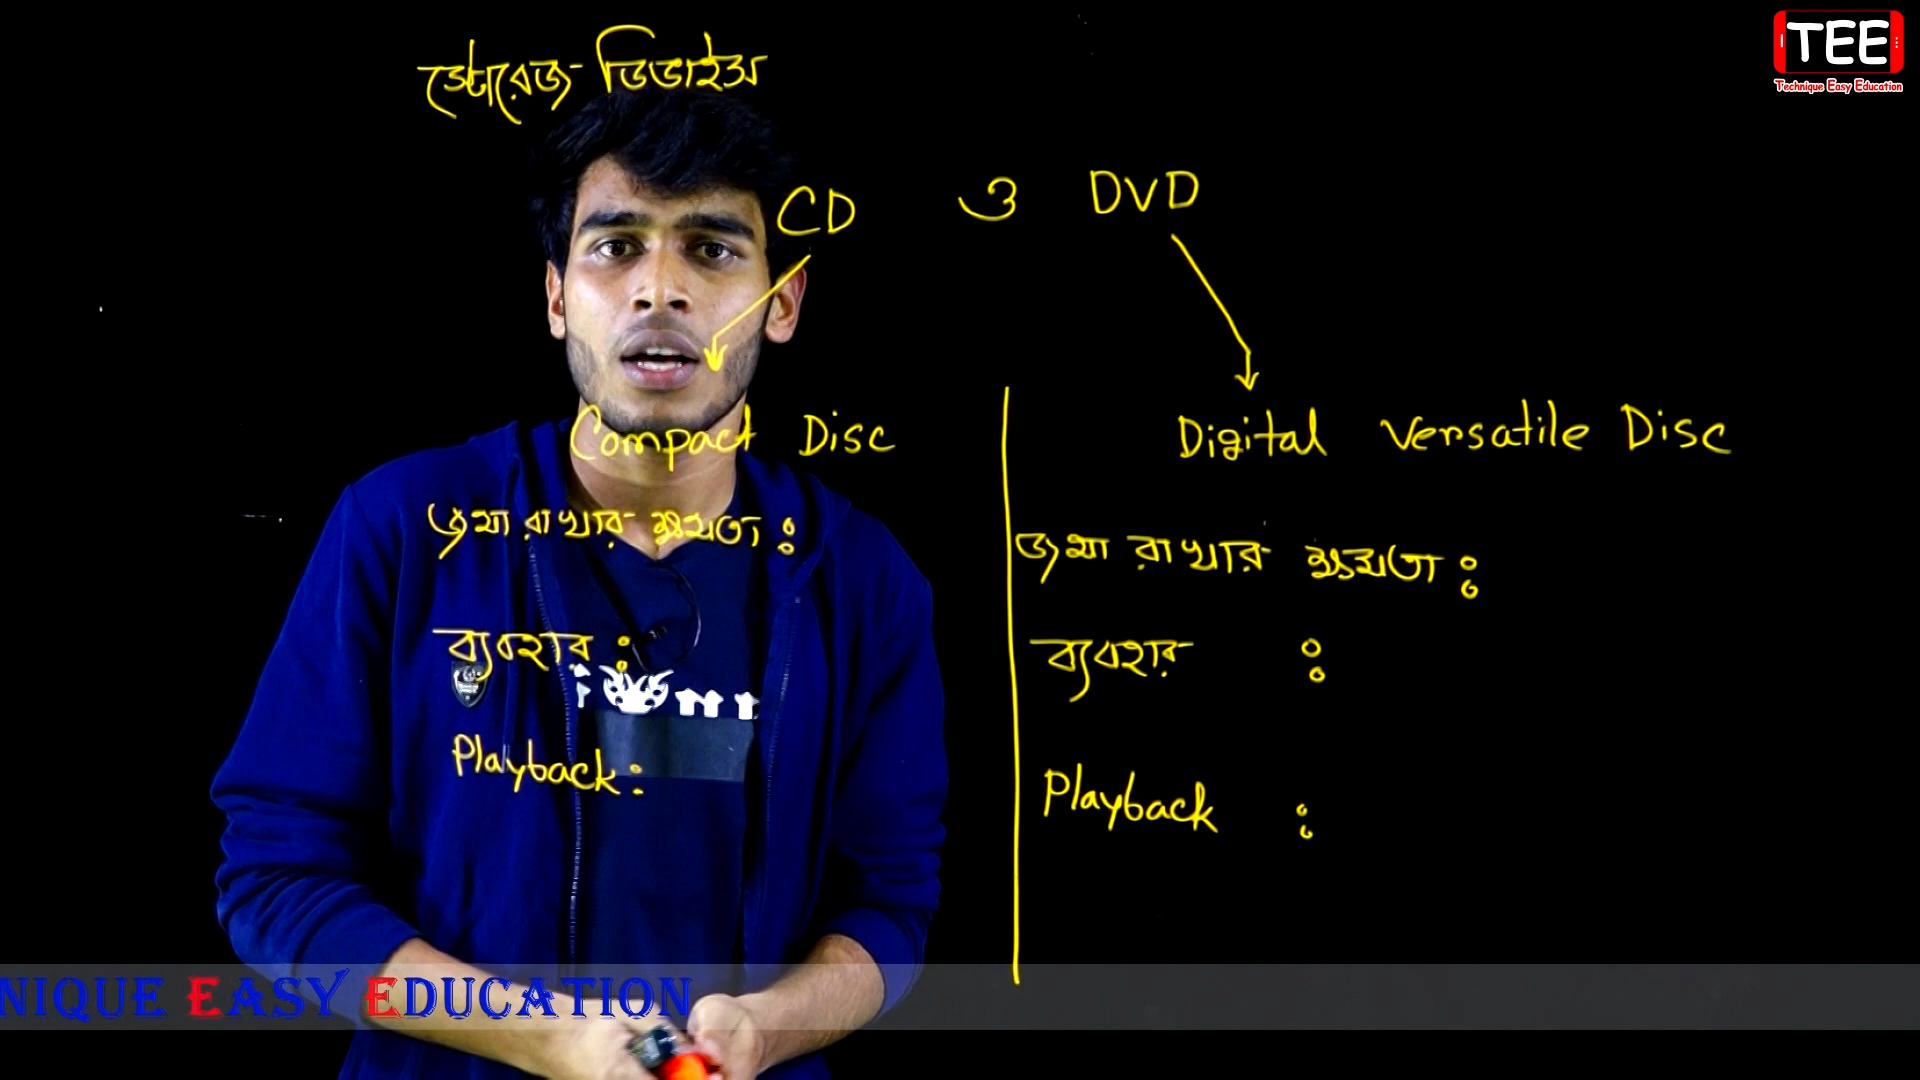 TEE
Technique Easy Education
স্টোরেজ ডিভাইস
CD ও DVD
Compact Disc
Digital Versatile Disc
জমা রাখার ক্ষমতা :
জমা রাখার ক্ষমতা :
ব্যবহার :
ব্যবহার :
Playback :
Playback :
NIQUE EASY EDUCATION